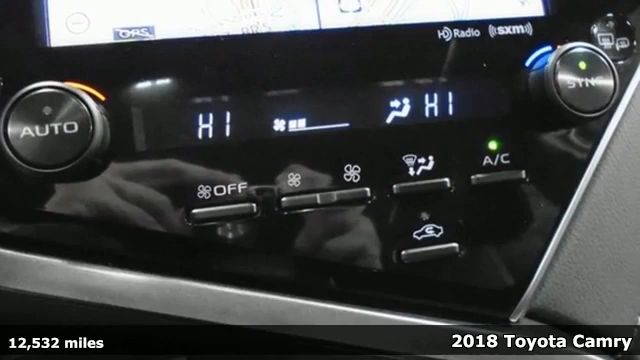 HD Radio ((sxm))
AUTO
HI
HI
SYNC
OFF
A/C
12,532 miles
2018 Toyota Camry